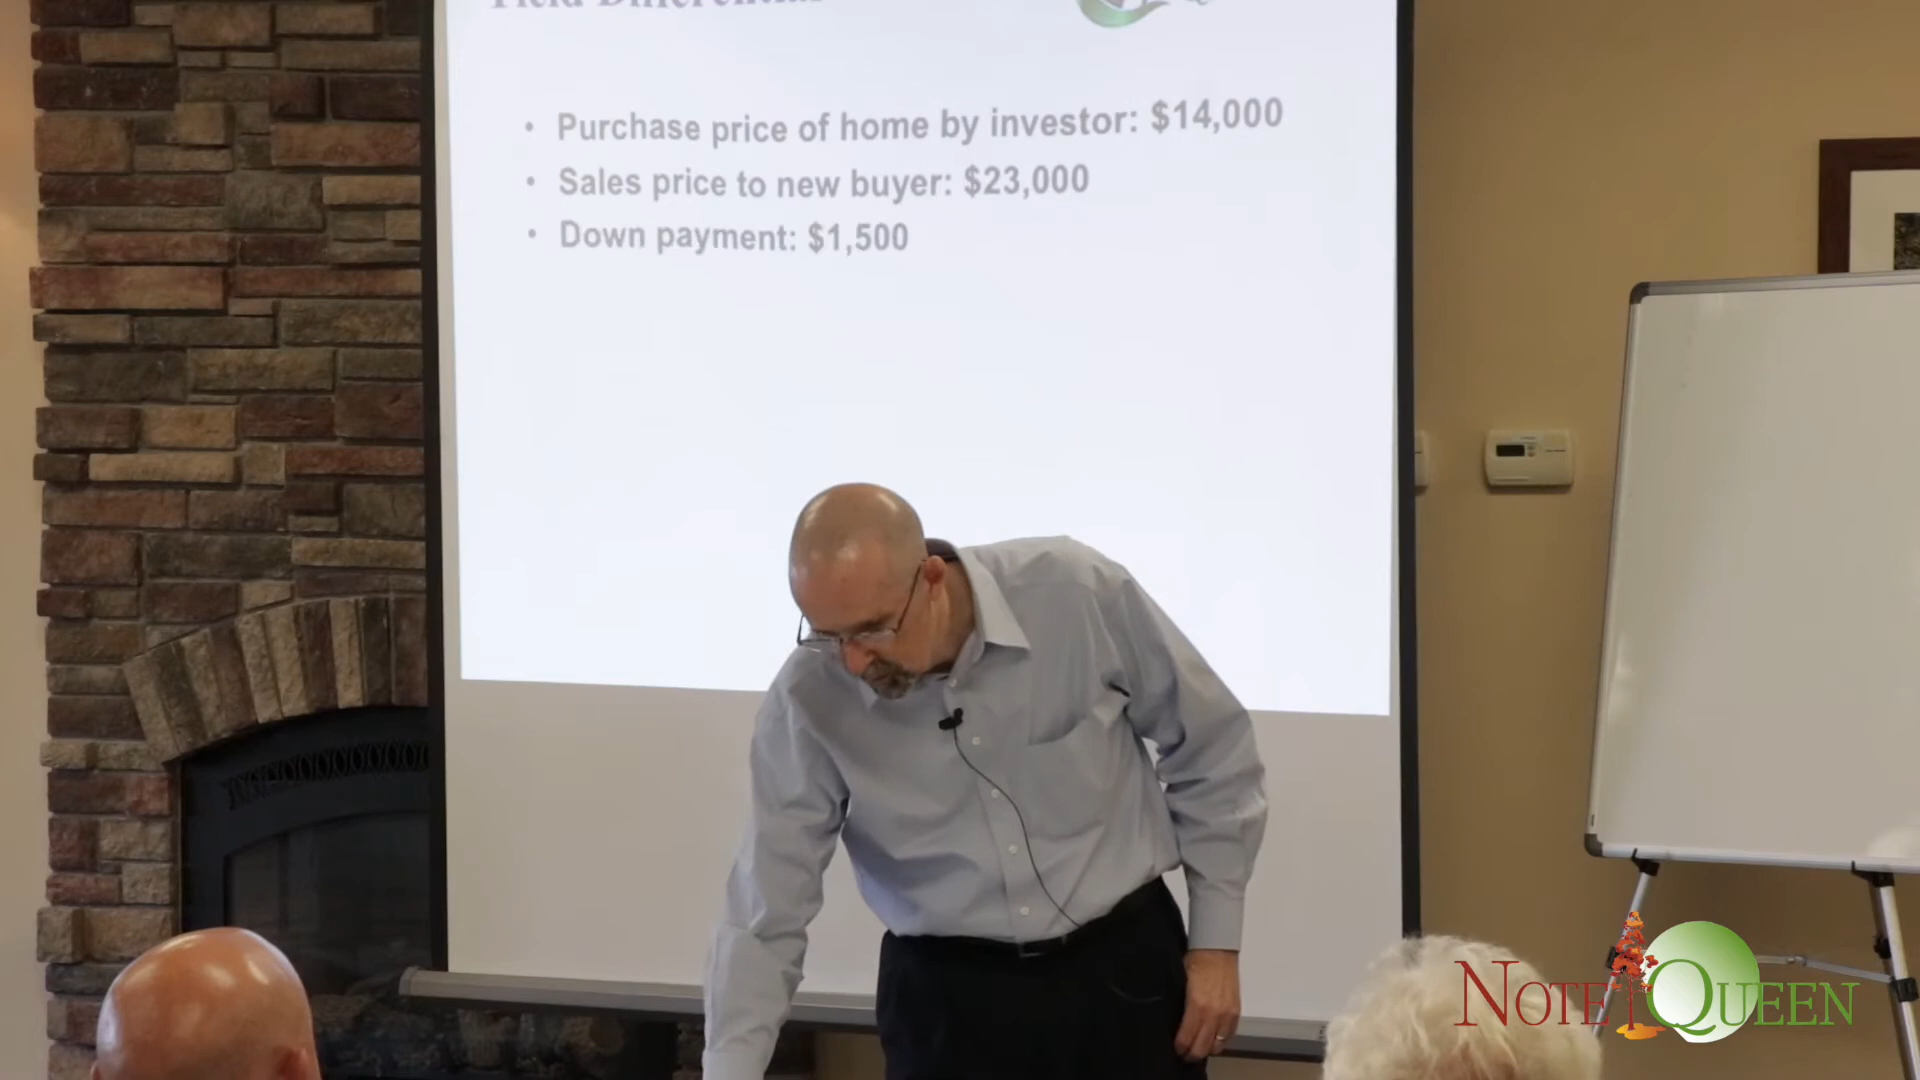 • Purchase price of home by investor: $14,000
• Sales price to new buyer: $23,000
• Down payment: $1,500
NOTE QUEEN